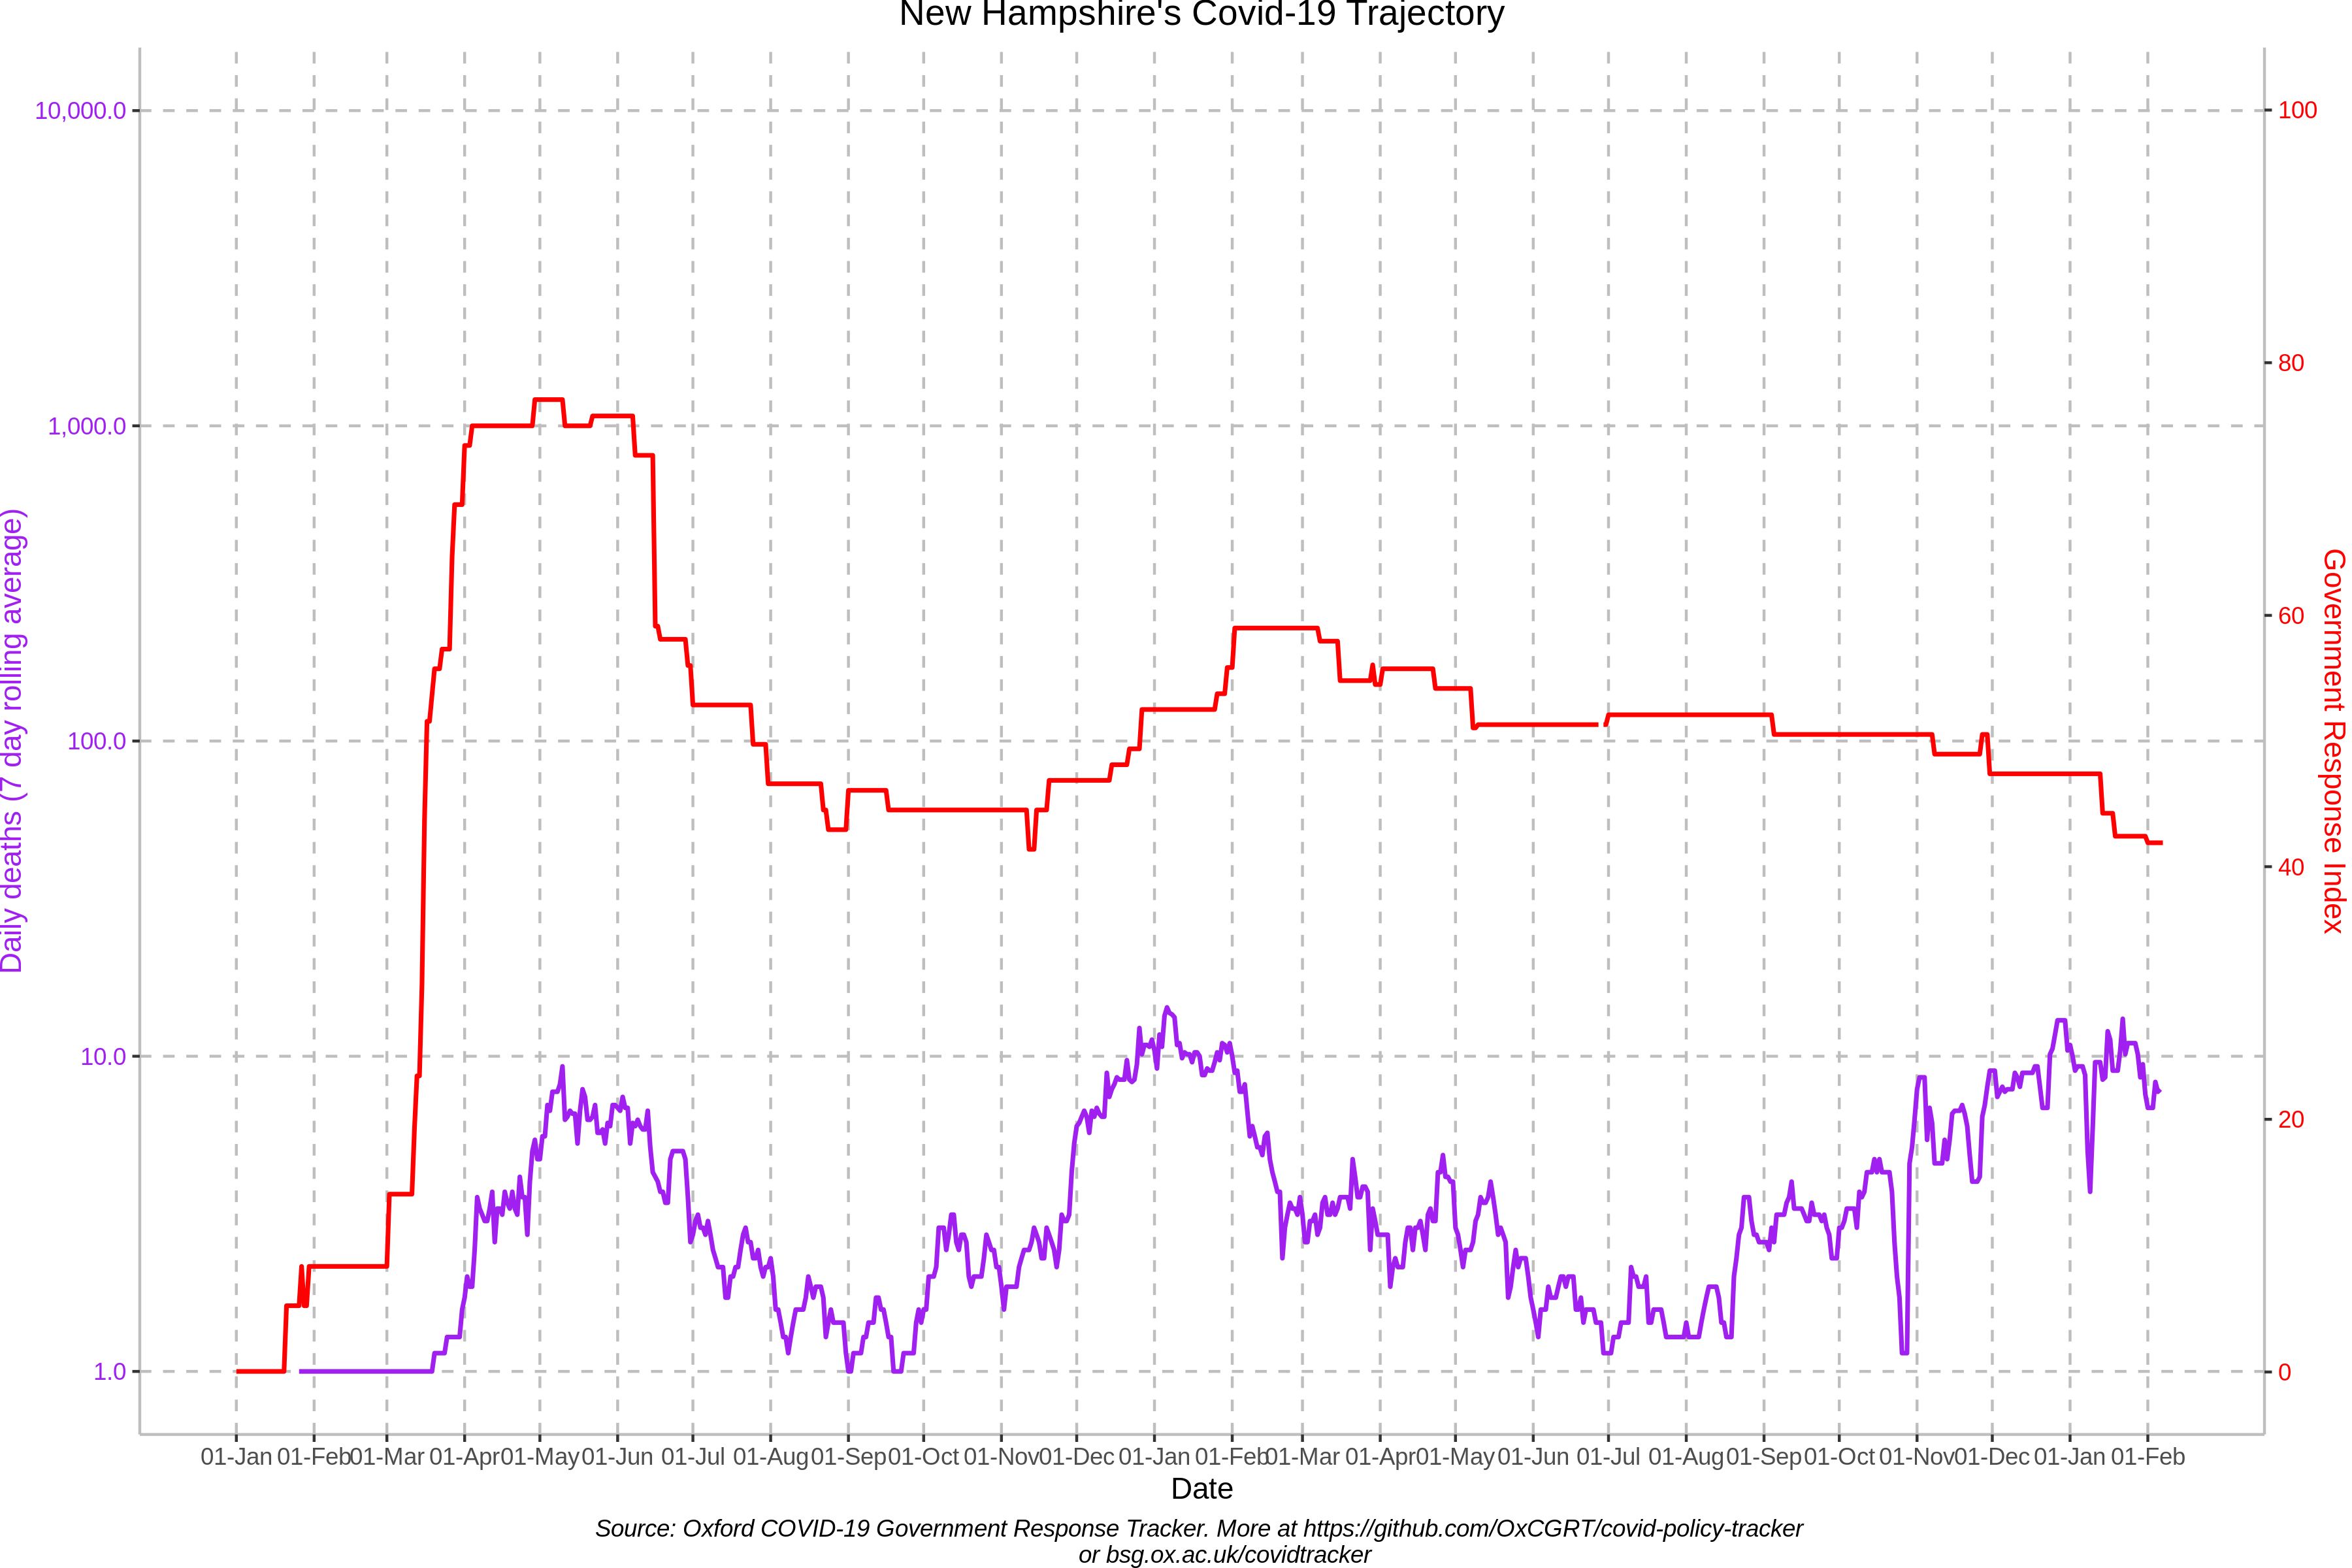 New Hampshire's Covid-19 Trajectory
10,000.0
1,000.0
100.0
10.0
1.0
Daily deaths (7 day rolling average)
100
80
60
40
20
0
Government Response Index
01-Jan 01-Feb 01-Mar 01-Apr 01-May 01-Jun 01-Jul 01-Aug 01-Sep 01-Oct 01-Nov 01-Dec 01-Jan 01-Feb 01-Mar 01-Apr 01-May 01-Jun 01-Jul 01-Aug 01-Sep 01-Oct 01-Nov 01-Dec 01-Jan 01-Feb
Date
Source: Oxford COVID-19 Government Response Tracker. More at https://github.com/OxCGRT/covid-policy-tracker
or bsg.ox.ac.uk/covidtracker